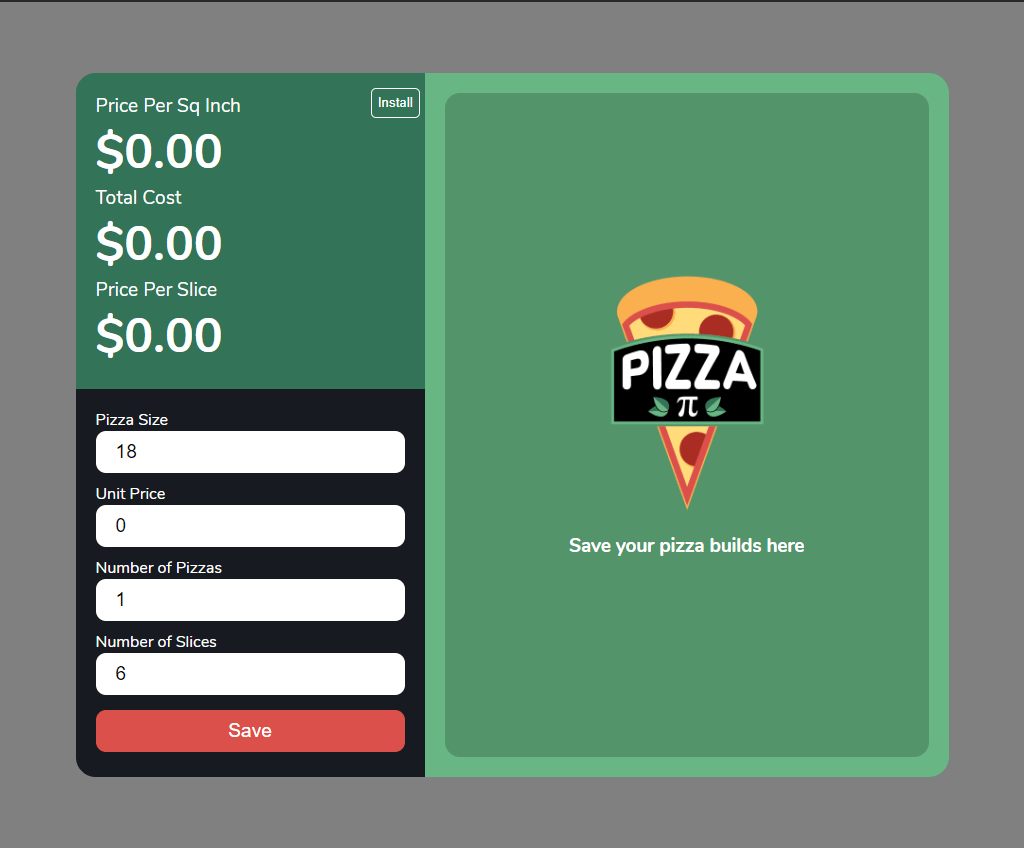 Price Per Sq Inch
Install
$0.00
Total Cost
$0.00
Price Per Slice
$0.00
Pizza Size
18
Unit Price
0
Number of Pizzas
1
Number of Slices
6
Save
PIZZA
π
Save your pizza builds here